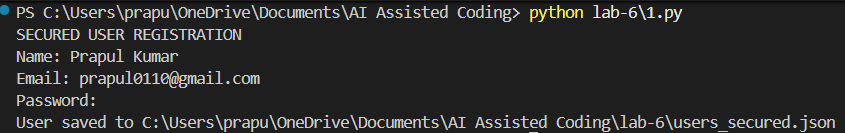 PS C:\Users\prapu\OneDrive\Documents\AI Assisted Coding> python lab-6\1.py
SECURED USER REGISTRATION
Name: Prapul Kumar
Email: prapul0110@gmail.com
Password:
User saved to C:\Users\prapu\OneDrive\Documents\AI Assisted Coding\lab-6\users_secured.json